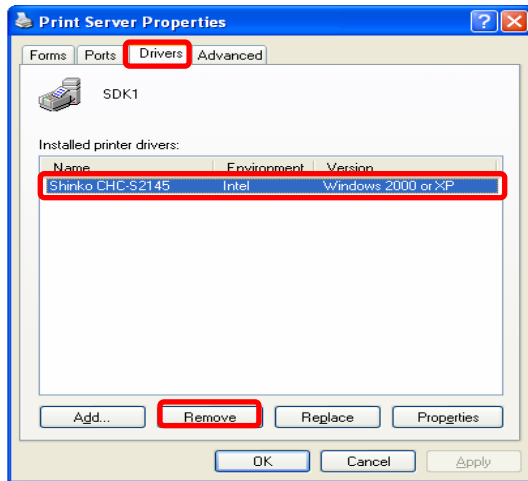 Print Server Properties
Forms Ports Drivers Advanced
SDK1
Installed printer drivers:
Name Environment Version
Shinko CHC-S2145 Intel Windows 2000 or XP
Add... Remove Replace Properties
OK Cancel Apply